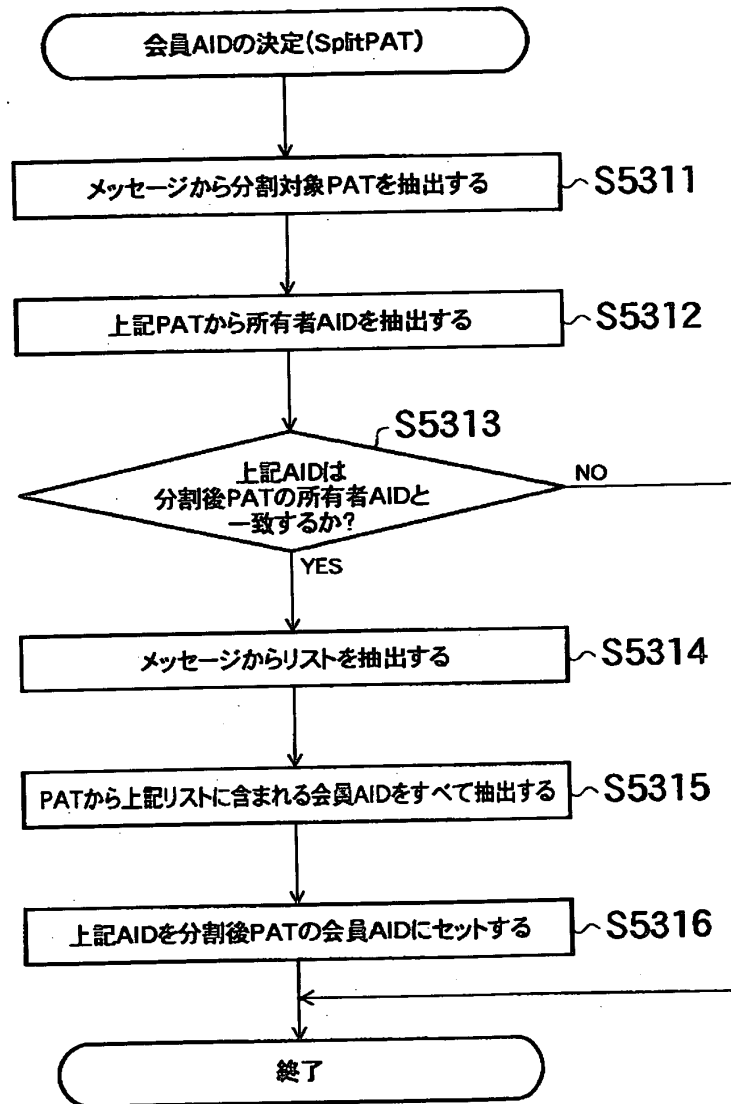 会員AIDの決定(SplitPAT)
メッセージから分割対象PATを抽出する
S5311
上記PATから所有者AIDを抽出する
S5312
S5313
上記AIDは
分割後PATの所有者AIDと
一致するか?
NO
YES
メッセージからリストを抽出する
S5314
PATから上記リストに含まれる会員AIDをすべて抽出する
S5315
上記AIDを分割後PATの会員AIDにセットする
S5316
終了